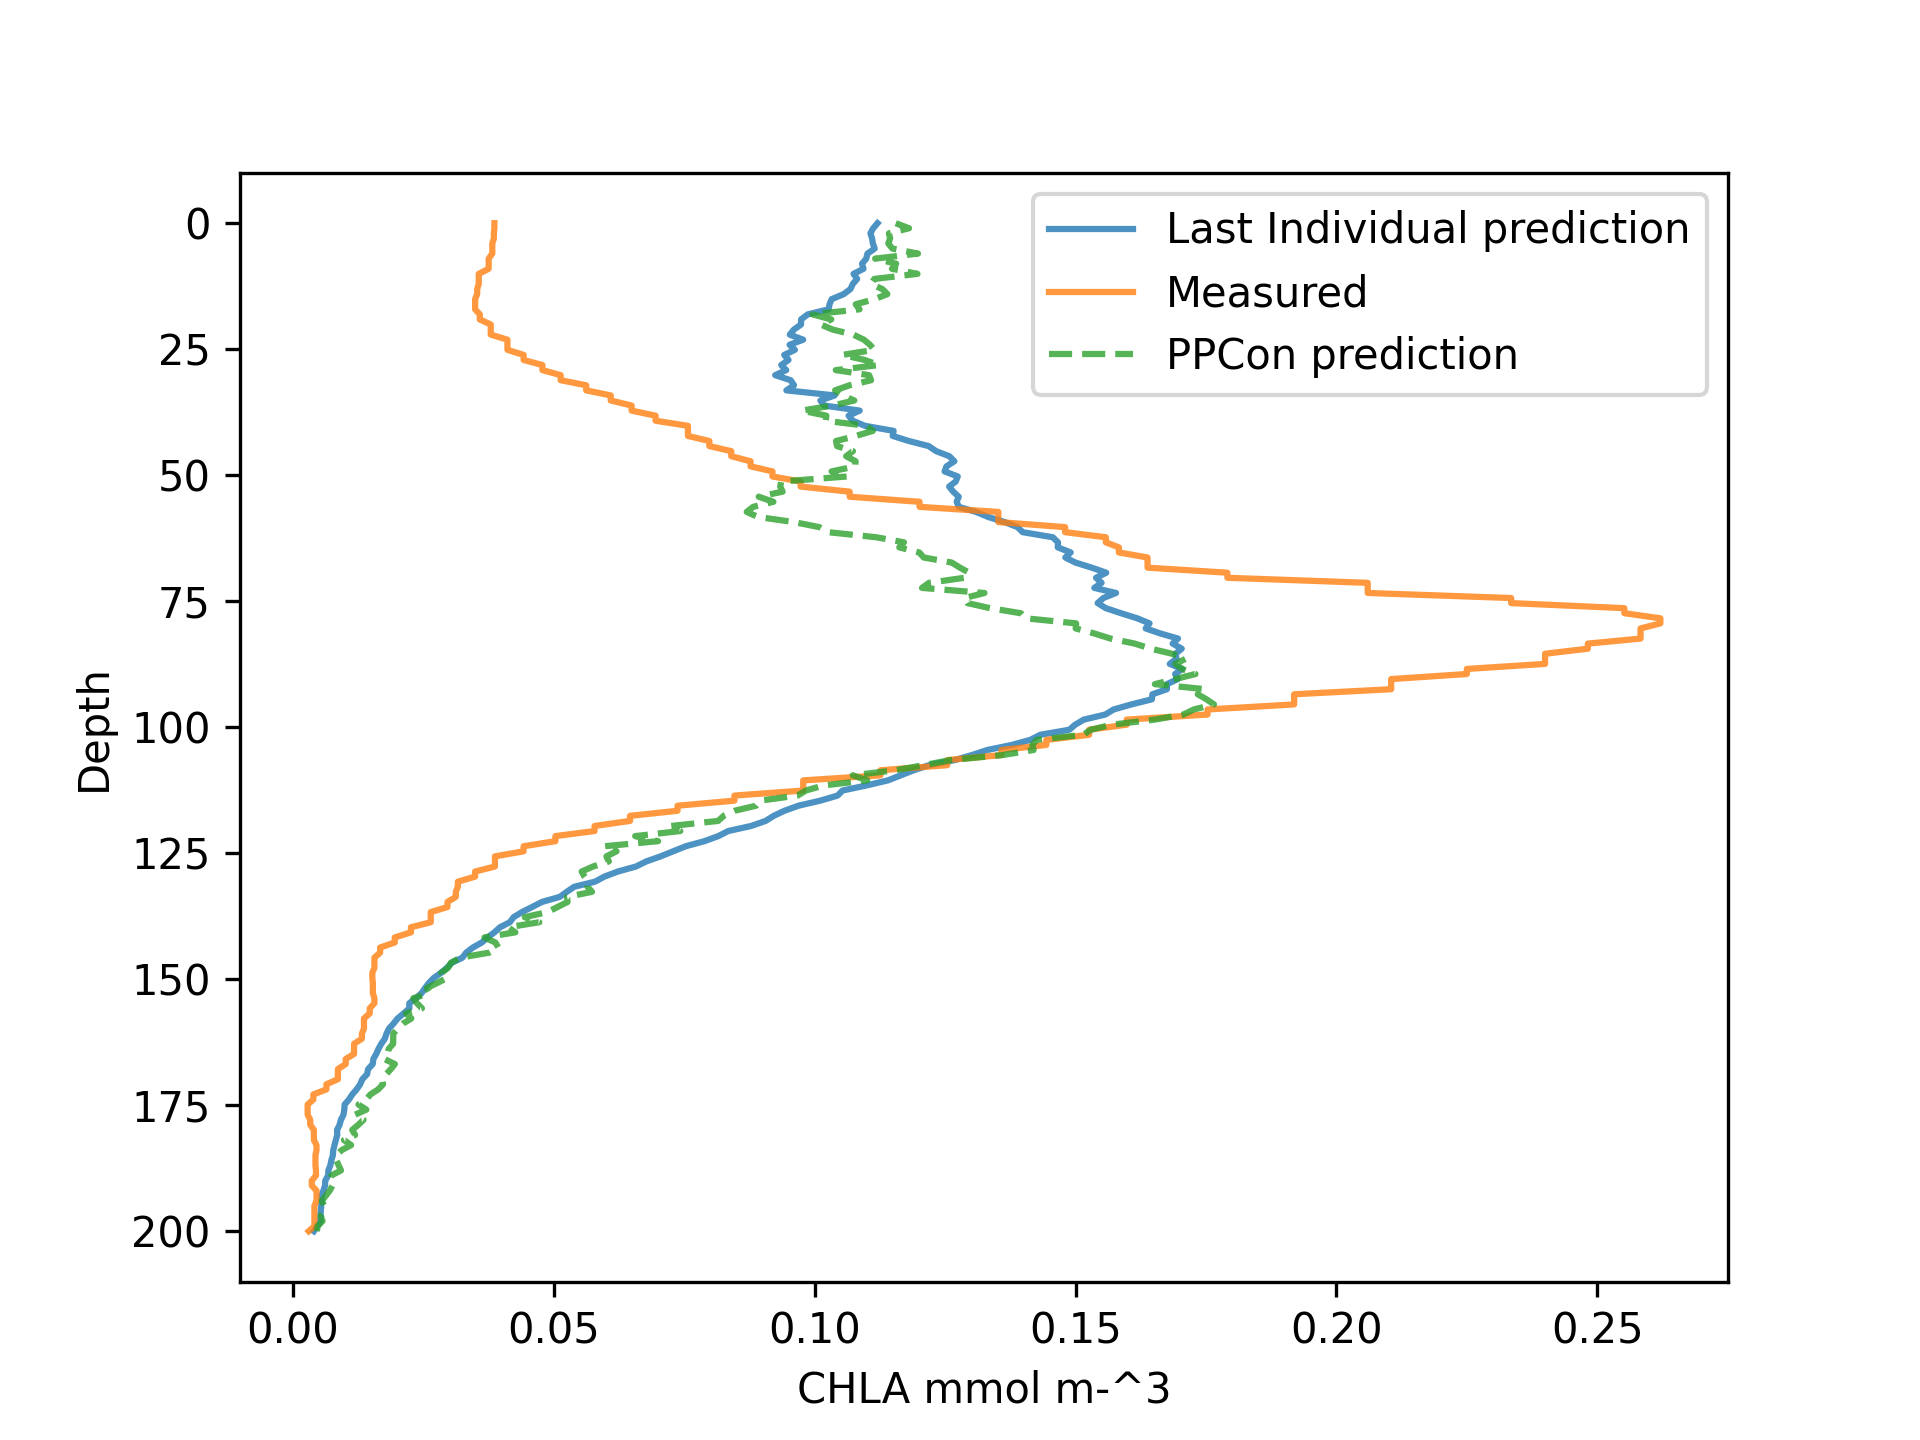 Last Individual prediction
Measured
PPCon prediction
0
25
50
75
100
125
150
175
200
Depth
0.00 0.05 0.10 0.15 0.20 0.25
CHLA mmol m-^3